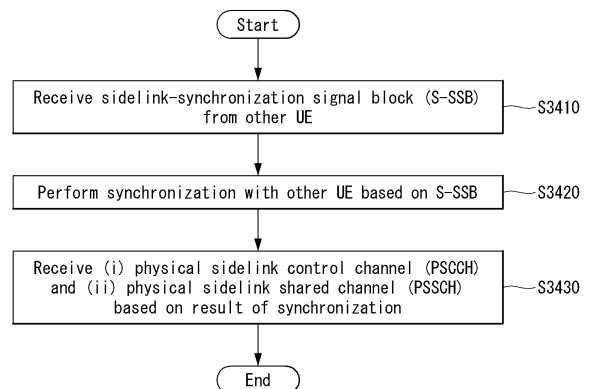 Start
Receive sidelink-synchronization signal block (S-SSB)
from other UE
S3410
Perform synchronization with other UE based on S-SSB
S3420
Receive (i) physical sidelink control channel (PSCCH)
and (ii) physical sidelink shared channel (PSSCH)
based on result of synchronization
S3430
End